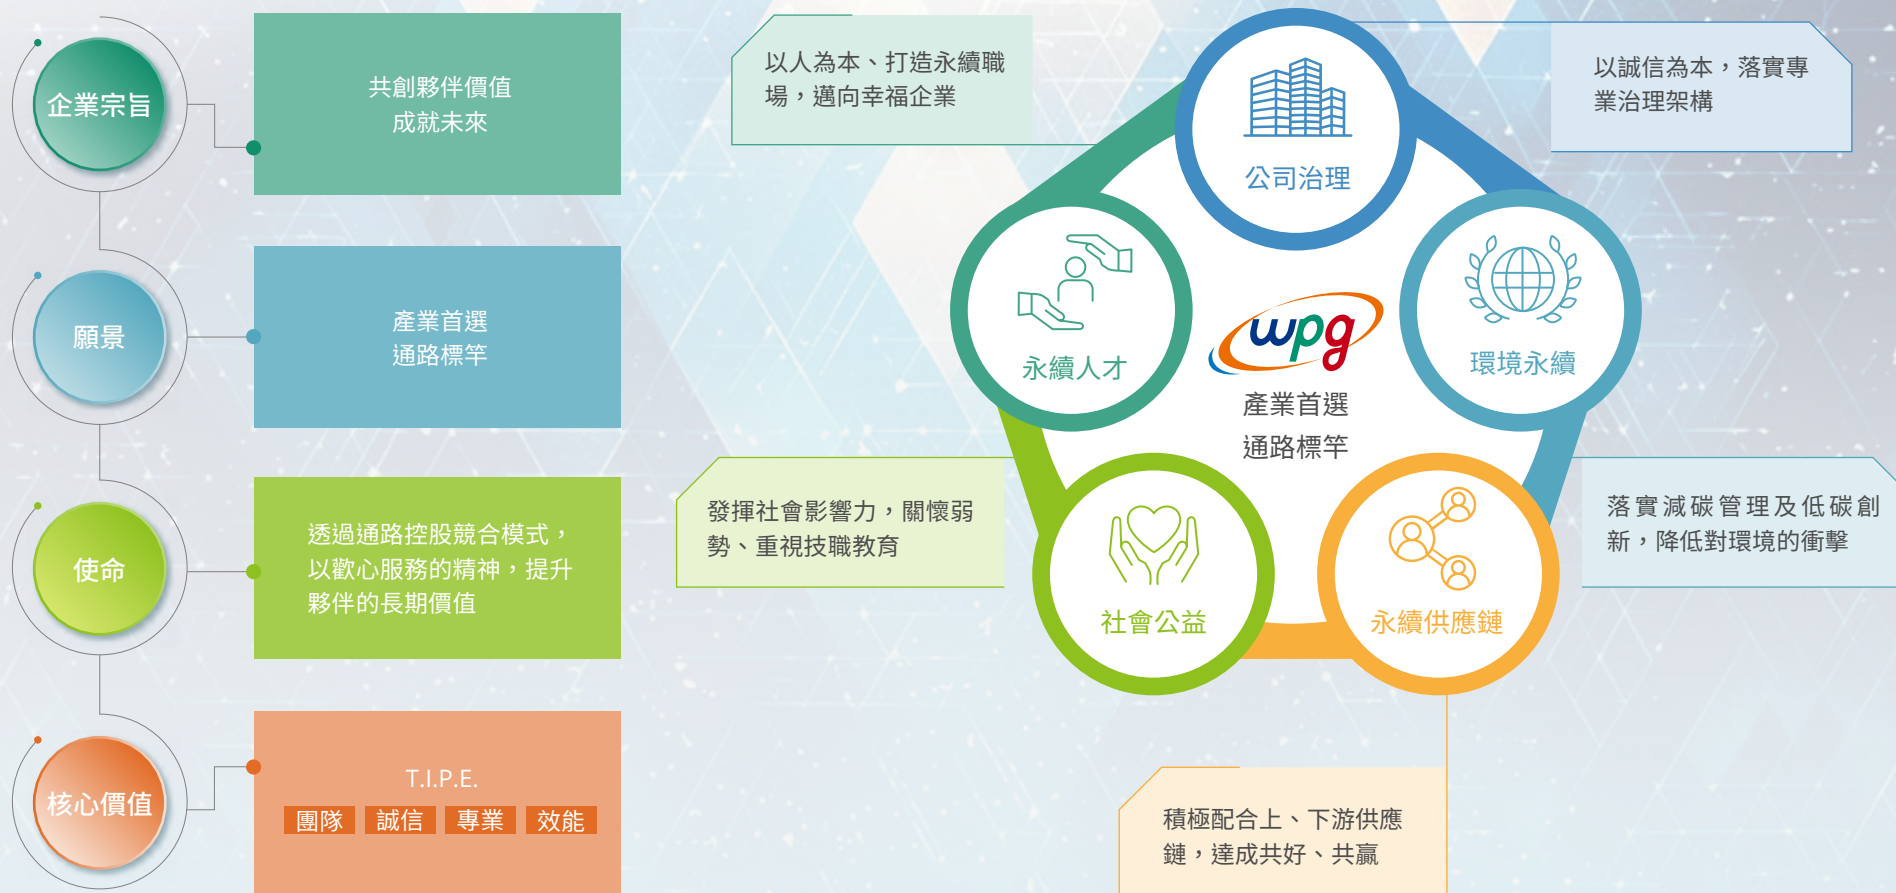 企業宗旨
共創夥伴價值
成就未來
願景
產業首選
通路標竿
使命
透過通路控股競合模式，
以歡心服務的精神，提升
夥伴的長期價值
核心價值
T.I.P.E.
團隊 誠信 專業 效能
以人為本、打造永續職
場，邁向幸福企業
以誠信為本，落實專
業治理架構
公司治理
永續人才
環境永續
wpg
產業首選
通路標竿
發揮社會影響力，關懷弱
勢、重視技職教育
落實減碳管理及低碳創
新，降低對環境的衝擊
社會公益
永續供應鏈
積極配合上、下游供應
鏈，達成共好、共贏